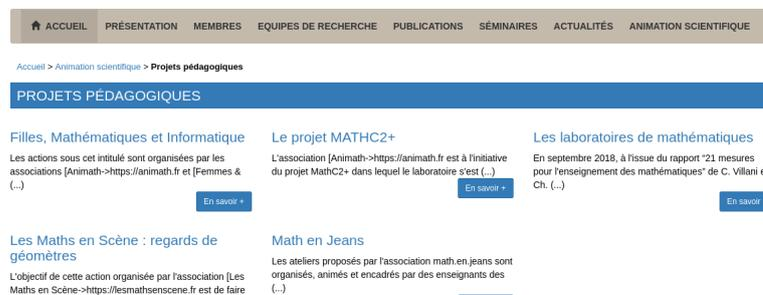 ACCUEIL PRÉSENTATION MEMBRES EQUIPES DE RECHERCHE PUBLICATIONS SÉMINAIRES ACTUALITÉS ANIMATION SCIENTIFIQUE
Accueil > Animation scientifique > Projets pédagogiques
PROJETS PÉDAGOGIQUES
Filles, Mathématiques et Informatique
Les actions sous cet intitulé sont organisées par les
associations [Animath->https://animath.fr et [Femmes &
(...)
En savoir +
Le projet MATHC2+
L'association [Animath->https://animath.fr est à l'initiative
du projet MathC2+ dans lequel le laboratoire s'est (...)
En savoir +
Les laboratoires de mathématiques
En septembre 2018, à l'issue du rapport “21 mesures
pour l'enseignement des mathématiques” de C. Villani e
Ch. (...)
En savoir
Les Maths en Scène : regards de
géomètres
L'objectif de cette action organisée par l'association [Les
Maths en Scène->https://lesmathsenscene.fr est de faire
Math en Jeans
Les ateliers proposés par l'association math.en.jeans sont
organisés, animés et encadrés par des enseignants des
(...)